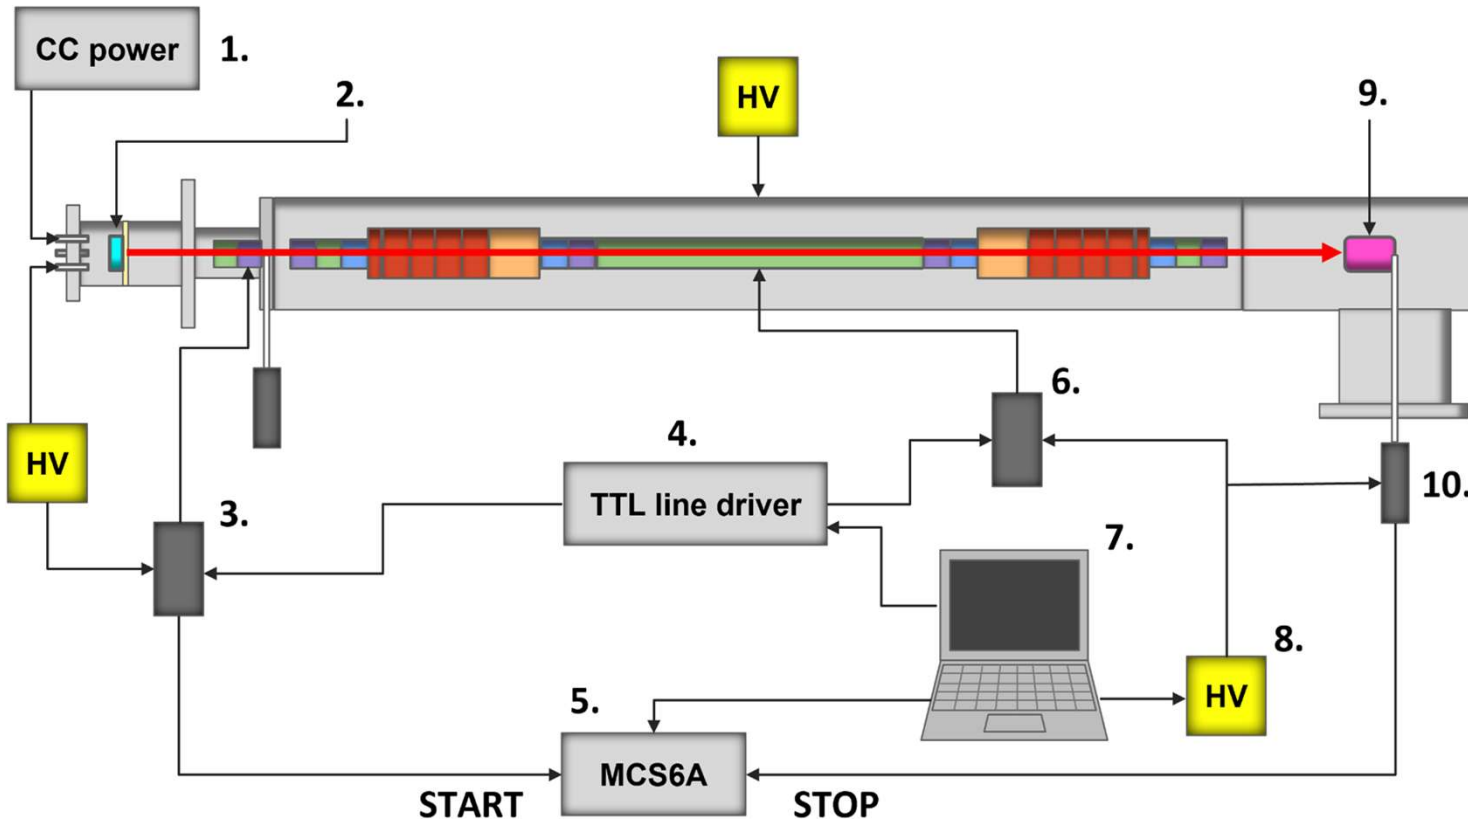 CC power
1.
2.
HV
9.
HV
3.
4.
TTL line driver
6.
10.
7.
8.
HV
5.
MCS6A
START
STOP